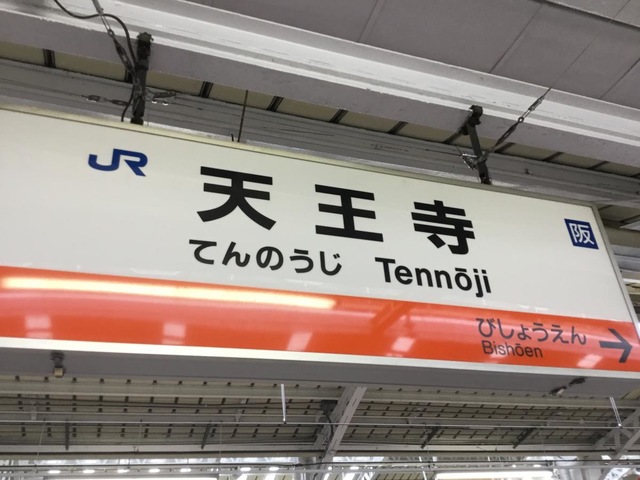 JR
天王寺
阪
てんのうじ Tennōji
びしょうえん
Bishōen